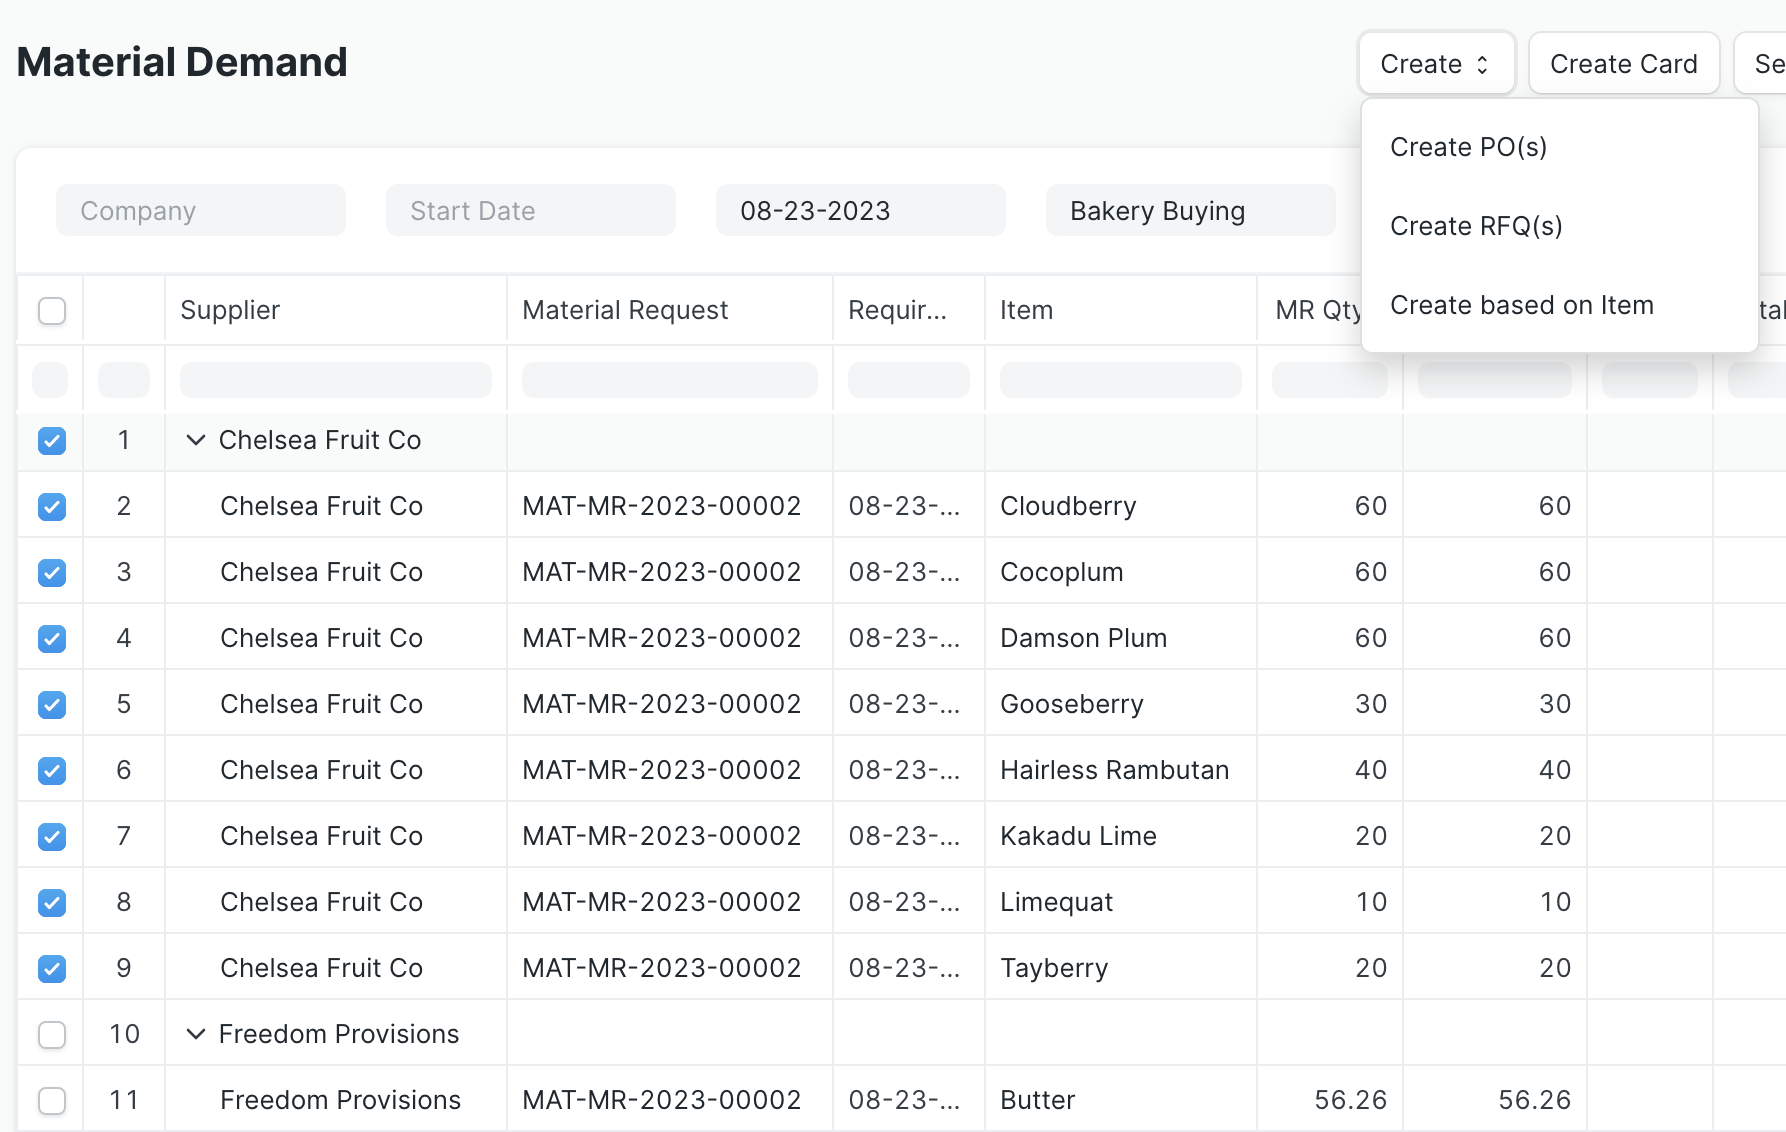 Material Demand
Create
Create Card
Create PO(s)
Create RFQ(s)
Create based on Item
Company
Start Date
08-23-2023
Bakery Buying
Supplier Material Request Requir... Item MR Qty
1 Chelsea Fruit Co
2 Chelsea Fruit Co MAT-MR-2023-00002 08-23-... Cloudberry 60 60
3 Chelsea Fruit Co MAT-MR-2023-00002 08-23-... Cocoplum 60 60
4 Chelsea Fruit Co MAT-MR-2023-00002 08-23-... Damson Plum 60 60
5 Chelsea Fruit Co MAT-MR-2023-00002 08-23-... Gooseberry 30 30
6 Chelsea Fruit Co MAT-MR-2023-00002 08-23-... Hairless Rambutan 40 40
7 Chelsea Fruit Co MAT-MR-2023-00002 08-23-... Kakadu Lime 20 20
8 Chelsea Fruit Co MAT-MR-2023-00002 08-23-... Limequat 10 10
9 Chelsea Fruit Co MAT-MR-2023-00002 08-23-... Tayberry 20 20
10 Freedom Provisions
11 Freedom Provisions MAT-MR-2023-00002 08-23-... Butter 56.26 56.26